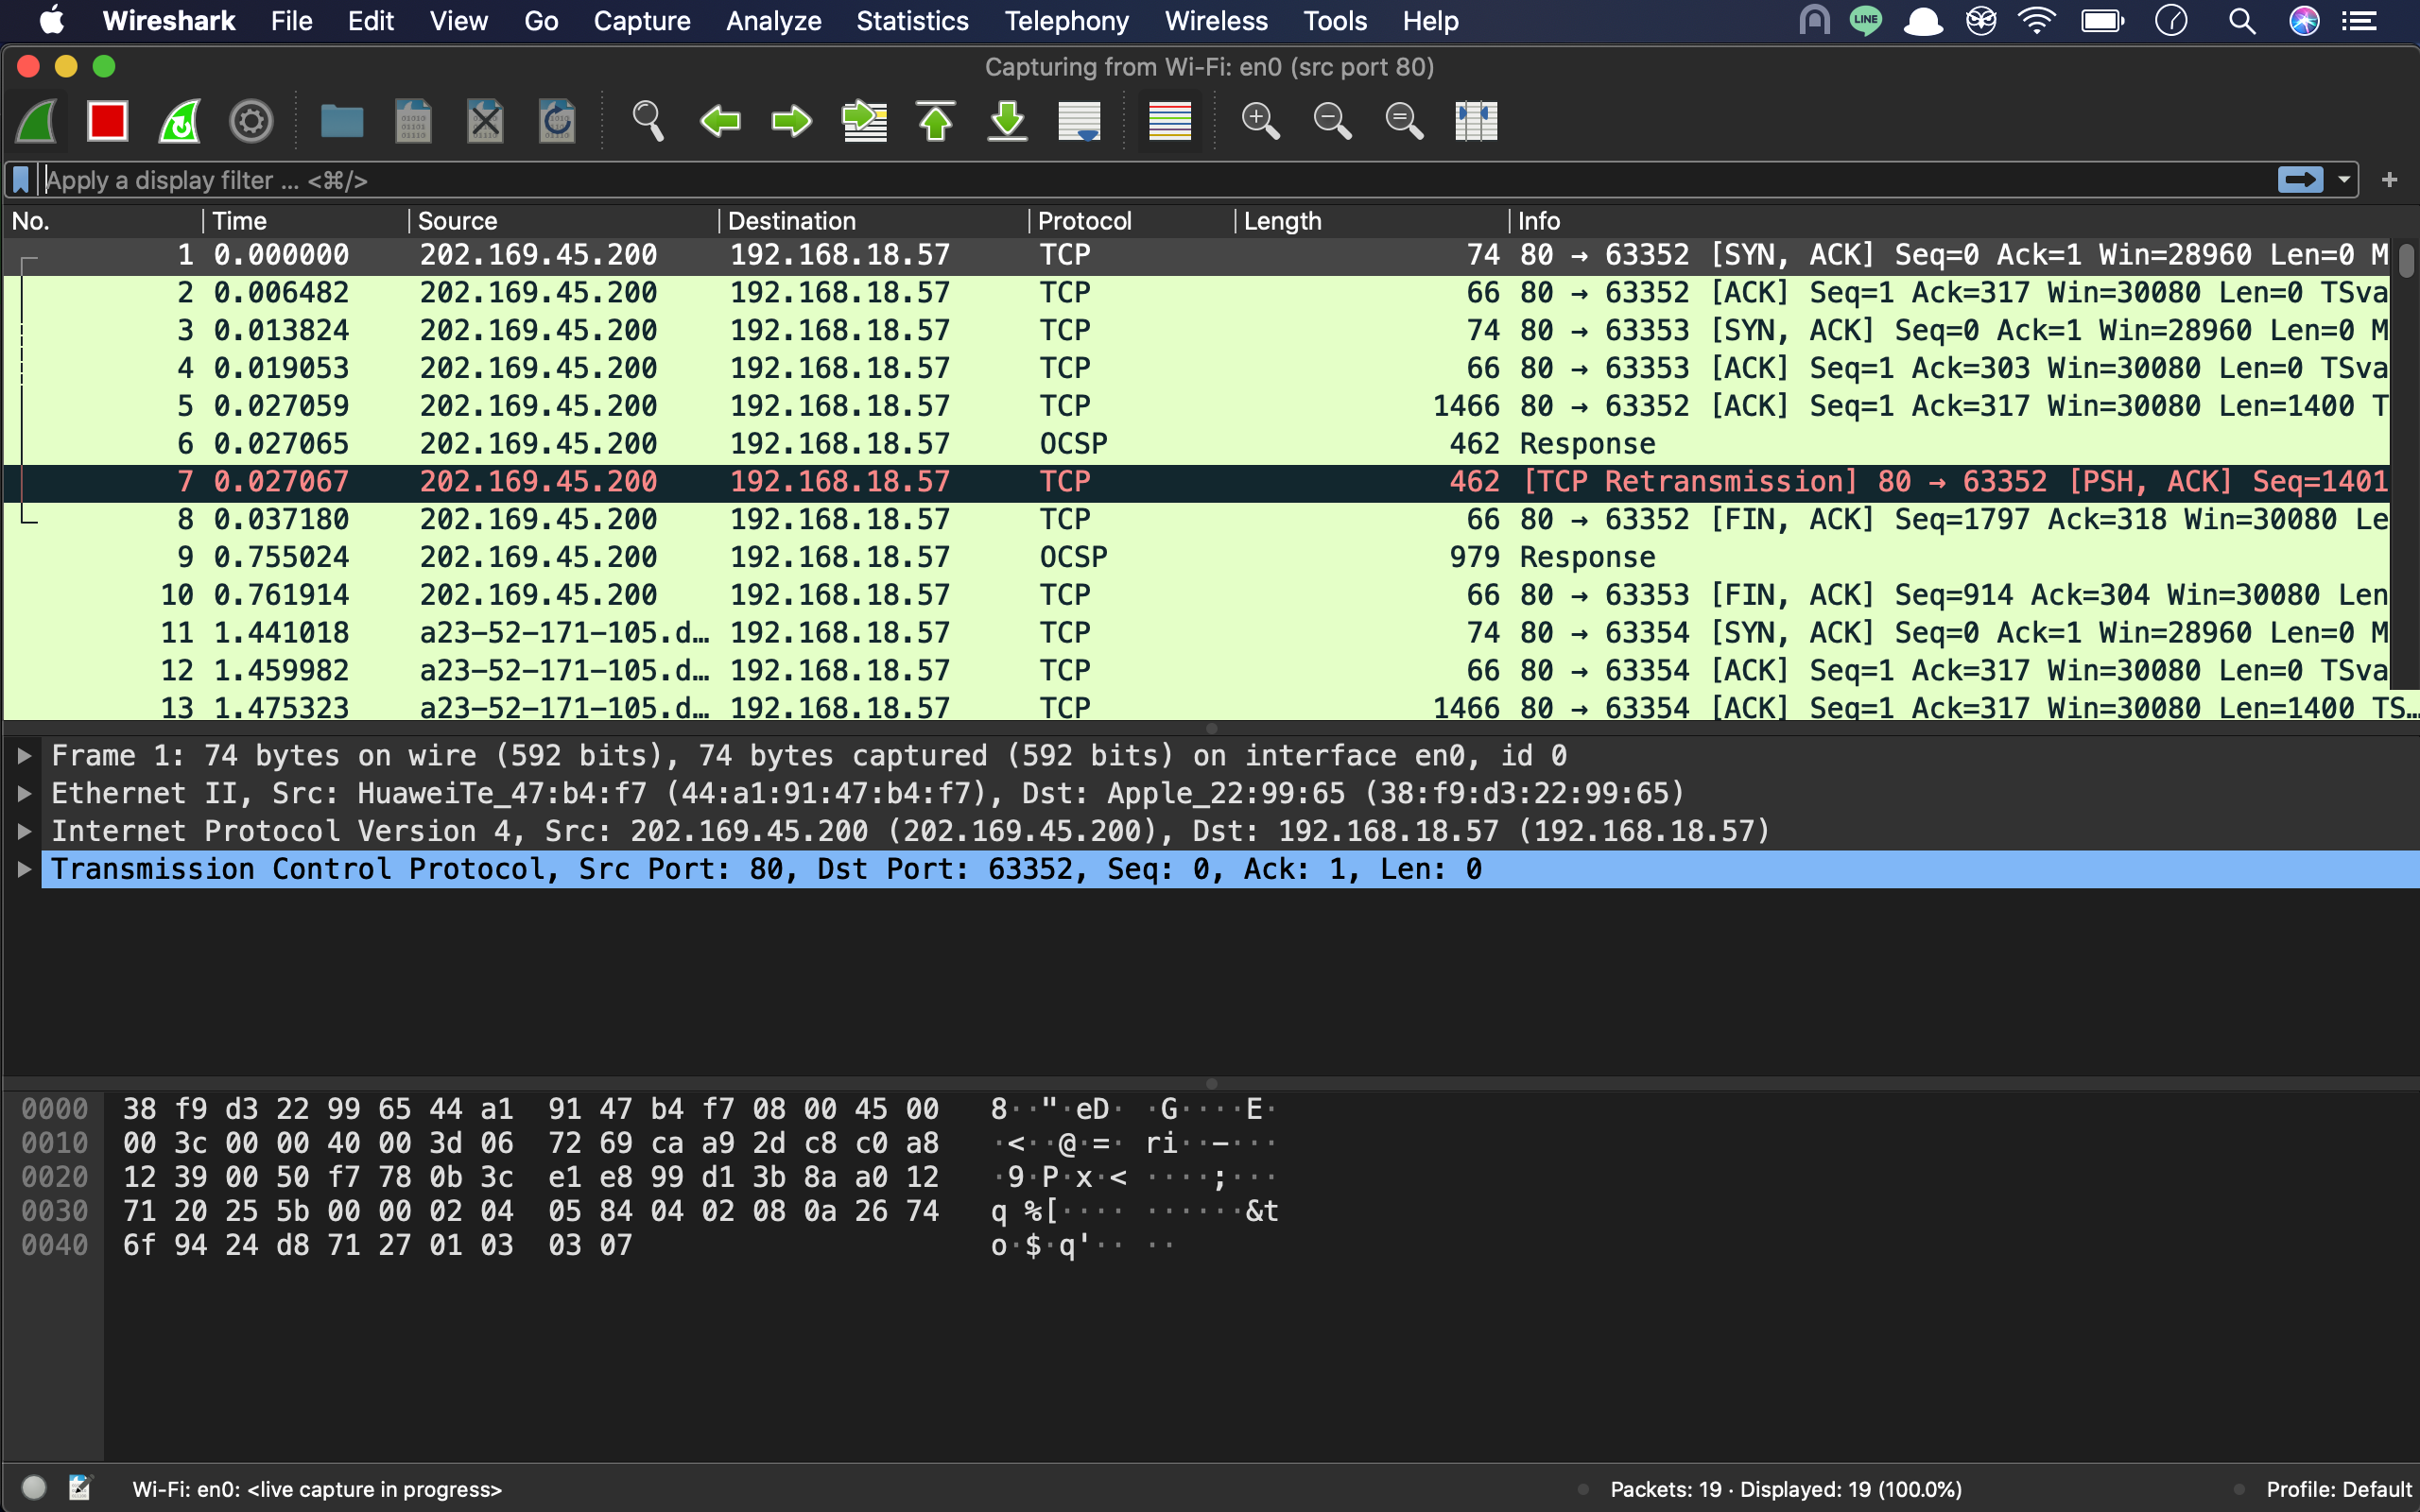 Wireshark File Edit View Go Capture Analyze Statistics Telephony Wireless Tools Help LINE
Capturing from Wi-Fi: en0 (src port 80)
Apply a display filter ... <⌘/>
No. Time Source Destination Protocol Length Info
1 0.000000 202.169.45.200 192.168.18.57 TCP 74 80 → 63352 [SYN, ACK] Seq=0 Ack=1 Win=28960 Len=0 M
2 0.006482 202.169.45.200 192.168.18.57 TCP 66 80 → 63352 [ACK] Seq=1 Ack=317 Win=30080 Len=0 TSva
3 0.013824 202.169.45.200 192.168.18.57 TCP 74 80 → 63353 [SYN, ACK] Seq=0 Ack=1 Win=28960 Len=0 M
4 0.019053 202.169.45.200 192.168.18.57 TCP 66 80 → 63353 [ACK] Seq=1 Ack=303 Win=30080 Len=0 TSva
5 0.027059 202.169.45.200 192.168.18.57 TCP 1466 80 → 63352 [ACK] Seq=1 Ack=317 Win=30080 Len=1400 T
6 0.027065 202.169.45.200 192.168.18.57 OCSP 462 Response
7 0.027067 202.169.45.200 192.168.18.57 TCP 462 [TCP Retransmission] 80 → 63352 [PSH, ACK] Seq=1401
8 0.037180 202.169.45.200 192.168.18.57 TCP 66 80 → 63352 [FIN, ACK] Seq=1797 Ack=318 Win=30080 Le
9 0.755024 202.169.45.200 192.168.18.57 OCSP 979 Response
10 0.761914 202.169.45.200 192.168.18.57 TCP 66 80 → 63353 [FIN, ACK] Seq=914 Ack=304 Win=30080 Len
11 1.441018 a23-52-171-105.d… 192.168.18.57 TCP 74 80 → 63354 [SYN, ACK] Seq=0 Ack=1 Win=28960 Len=0 M
12 1.459982 a23-52-171-105.d… 192.168.18.57 TCP 66 80 → 63354 [ACK] Seq=1 Ack=317 Win=30080 Len=0 TSva
13 1.475323 a23-52-171-105.d… 192.168.18.57 TCP 1466 80 → 63354 [ACK] Seq=1 Ack=317 Win=30080 Len=1400 TS…
Frame 1: 74 bytes on wire (592 bits), 74 bytes captured (592 bits) on interface en0, id 0
Ethernet II, Src: HuaweiTe_47:b4:f7 (44:a1:91:47:b4:f7), Dst: Apple_22:99:65 (38:f9:d3:22:99:65)
Internet Protocol Version 4, Src: 202.169.45.200 (202.169.45.200), Dst: 192.168.18.57 (192.168.18.57)
Transmission Control Protocol, Src Port: 80, Dst Port: 63352, Seq: 0, Ack: 1, Len: 0
0000 38 f9 d3 22 99 65 44 a1 91 47 b4 f7 08 00 45 00 8··"·eD· ·G····E·
0010 00 3c 00 00 40 00 3d 06 72 69 ca a9 2d c8 c0 a8 ·<··@·=· ri··-···
0020 12 39 00 50 f7 78 0b 3c e1 e8 99 d1 3b 8a a0 12 ·9·P·x·< ····;···
0030 71 20 25 5b 00 00 02 04 05 84 04 02 08 0a 26 74 q %[···· ······&t
0040 6f 94 24 d8 71 27 01 03 03 07 o·$·q'·· ··
Wi-Fi: en0: <live capture in progress> Packets: 19 · Displayed: 19 (100.0%) Profile: Default